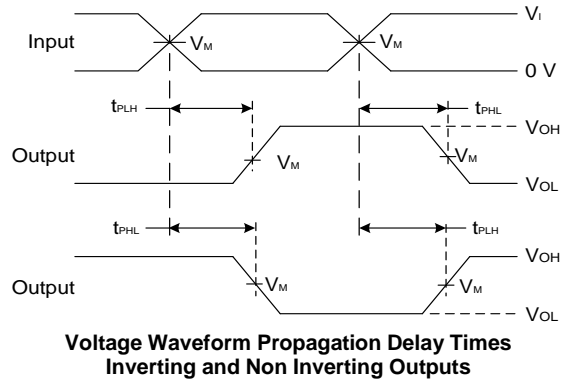 Input
VM
VM
VI
0 V
tPLH
tPHL
Output
VM
VM
VOH
VOL
tPHL
tPLH
Output
VM
VM
VOH
VOL
Voltage Waveform Propagation Delay Times
Inverting and Non Inverting Outputs